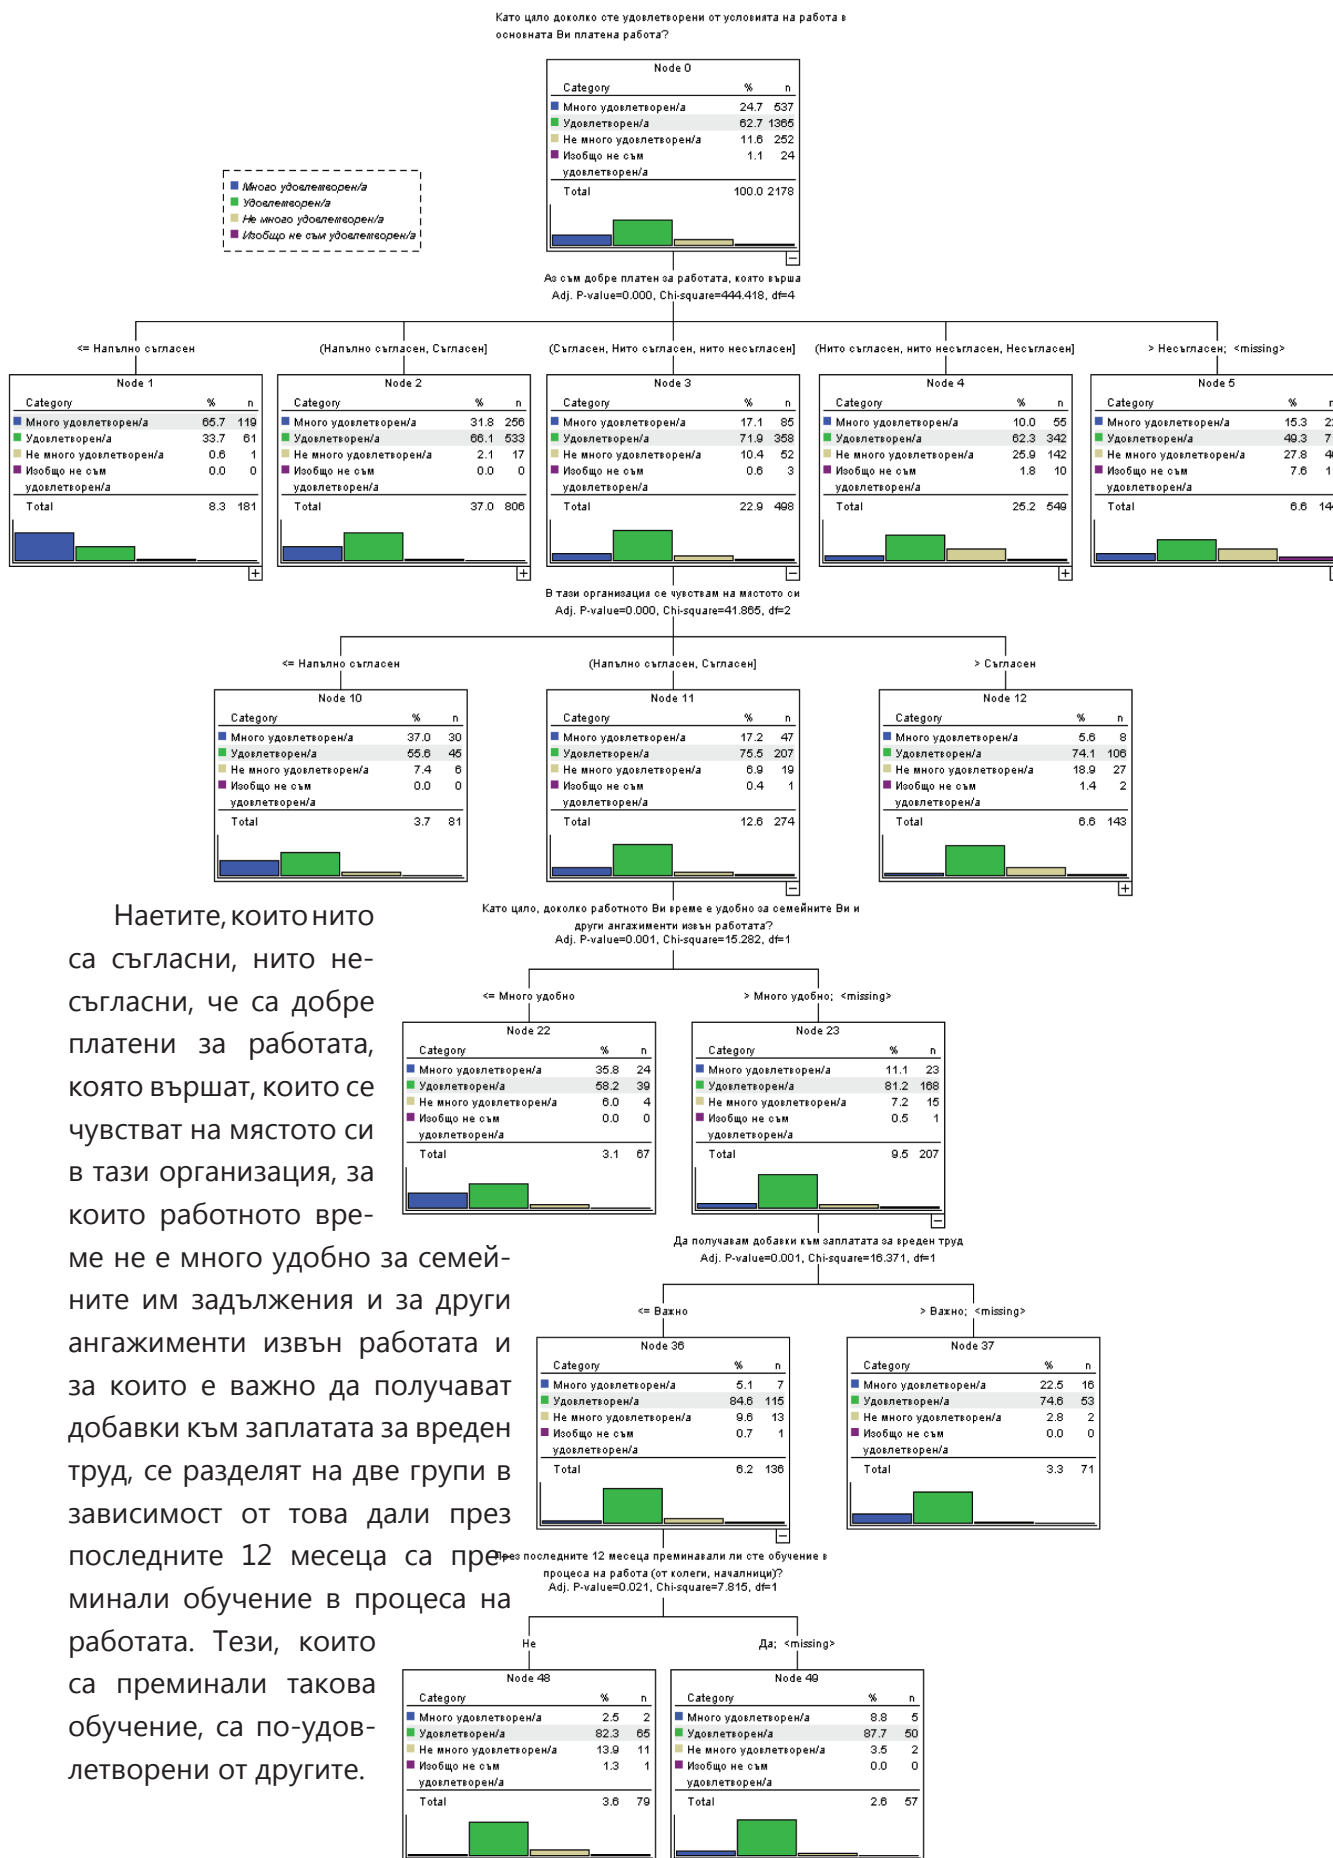 Като цяло доколко сте удовлетворени от условията на работа в
основната Ви платена работа?
Node 0
Category % n
Много удовлетворен/а 24.7 537
Удовлетворен/а 62.7 1365
Не много удовлетворен/а 11.6 252
Изобщо не съм 1.1 24
удовлетворен/а
Total 100.0 2178
Много удовлетворен/а
Удовлетворен/а
Не много удовлетворен/а
Изобщо не съм удовлетворен/а
Аз съм добре платен за работата, която върша
Adj. P-value=0.000, Chi-square=444.418, df=4
<= Напълно съгласен
(Напълно съгласен, Съгласен]
(Съгласен, Нито съгласен, нито несъгласен]
(Нито съгласен, нито несъгласен, Несъгласен]
> Несъгласен; <missing>
Node 1
Category % n
Много удовлетворен/а 65.7 119
Удовлетворен/а 33.7 61
Не много удовлетворен/а 0.6 1
Изобщо не съм 0.0 0
удовлетворен/а
Total 8.3 181
Node 2
Category % n
Много удовлетворен/а 31.8 256
Удовлетворен/а 66.1 533
Не много удовлетворен/а 2.1 17
Изобщо не съм 0.0 0
удовлетворен/а
Total 37.0 806
Node 3
Category % n
Много удовлетворен/а 17.1 85
Удовлетворен/а 71.9 358
Не много удовлетворен/а 10.4 52
Изобщо не съм 0.6 3
удовлетворен/а
Total 22.9 498
Node 4
Category % n
Много удовлетворен/а 10.0 55
Удовлетворен/а 62.3 342
Не много удовлетворен/а 25.9 142
Изобщо не съм 1.8 10
удовлетворен/а
Total 25.2 549
Node 5
Category %
Много удовлетворен/а 15.3
Удовлетворен/а 49.3
Не много удовлетворен/а 27.8
Изобщо не съм 7.6
удовлетворен/а
Total 6.6
В тази организация се чувствам на мястото си
Adj. P-value=0.000, Chi-square=41.865, df=2
<= Напълно съгласен
(Напълно съгласен, Съгласен]
> Съгласен
Node 10
Category % n
Много удовлетворен/а 37.0 30
Удовлетворен/а 55.6 45
Не много удовлетворен/а 7.4 6
Изобщо не съм 0.0 0
удовлетворен/а
Total 3.7 81
Node 11
Category % n
Много удовлетворен/а 17.2 47
Удовлетворен/а 75.5 207
Не много удовлетворен/а 6.9 19
Изобщо не съм 0.4 1
удовлетворен/а
Total 12.6 274
Node 12
Category % n
Много удовлетворен/а 5.6 8
Удовлетворен/а 74.1 106
Не много удовлетворен/а 18.9 27
Изобщо не съм 1.4 2
удовлетворен/а
Total 6.6 143
Като цяло, доколко работното Ви време е удобно за семейните Ви и
други ангажименти извън работата?
Adj. P-value=0.001, Chi-square=15.282, df=1
<= Много удобно
> Много удобно; <missing>
Node 22
Category % n
Много удовлетворен/а 35.8 24
Удовлетворен/а 58.2 39
Не много удовлетворен/а 6.0 4
Изобщо не съм 0.0 0
удовлетворен/а
Total 3.1 67
Node 23
Category % n
Много удовлетворен/а 11.1 23
Удовлетворен/а 81.2 168
Не много удовлетворен/а 7.2 15
Изобщо не съм 0.5 1
удовлетворен/а
Total 9.5 207
Да получавам добавки към заплатата за вреден труд
Adj. P-value=0.001, Chi-square=16.371, df=1
<= Важно
> Важно; <missing>
Node 36
Category % n
Много удовлетворен/а 5.1 7
Удовлетворен/а 84.6 115
Не много удовлетворен/а 9.6 13
Изобщо не съм 0.7 1
удовлетворен/а
Total 6.2 136
Node 37
Category % n
Много удовлетворен/а 22.5 16
Удовлетворен/а 74.6 53
Не много удовлетворен/а 2.8 2
Изобщо не съм 0.0 0
удовлетворен/а
Total 3.3 71
През последните 12 месеца преминавали ли сте обучение в
процеса на работа (от колеги, началници)?
Adj. P-value=0.021, Chi-square=7.815, df=1
Не
Да; <missing>
Node 48
Category % n
Много удовлетворен/а 2.5 2
Удовлетворен/а 82.3 65
Не много удовлетворен/а 13.9 11
Изобщо не съм 1.3 1
удовлетворен/а
Total 3.6 79
Node 49
Category % n
Много удовлетворен/а 8.8 5
Удовлетворен/а 87.7 50
Не много удовлетворен/а 3.5 2
Изобщо не съм 0.0 0
удовлетворен/а
Total 2.6 57
Наетите, които нито
са съгласни, нито не-
съгласни, че са добре
платени за работата,
която вършат, които се
чувстват на мястото си
в тази организация, за
които работното вре-
ме не е много удобно за семей-
ните им задължения и за други
ангажименти извън работата и
за които е важно да получават
добавки към заплатата за вреден
труд, се разделят на две групи в
зависимост от това дали през
последните 12 месеца са пре-
минали обучение в процеса на
работата. Тези, които
са преминали такова
обучение, са по-удов-
летворени от другите.